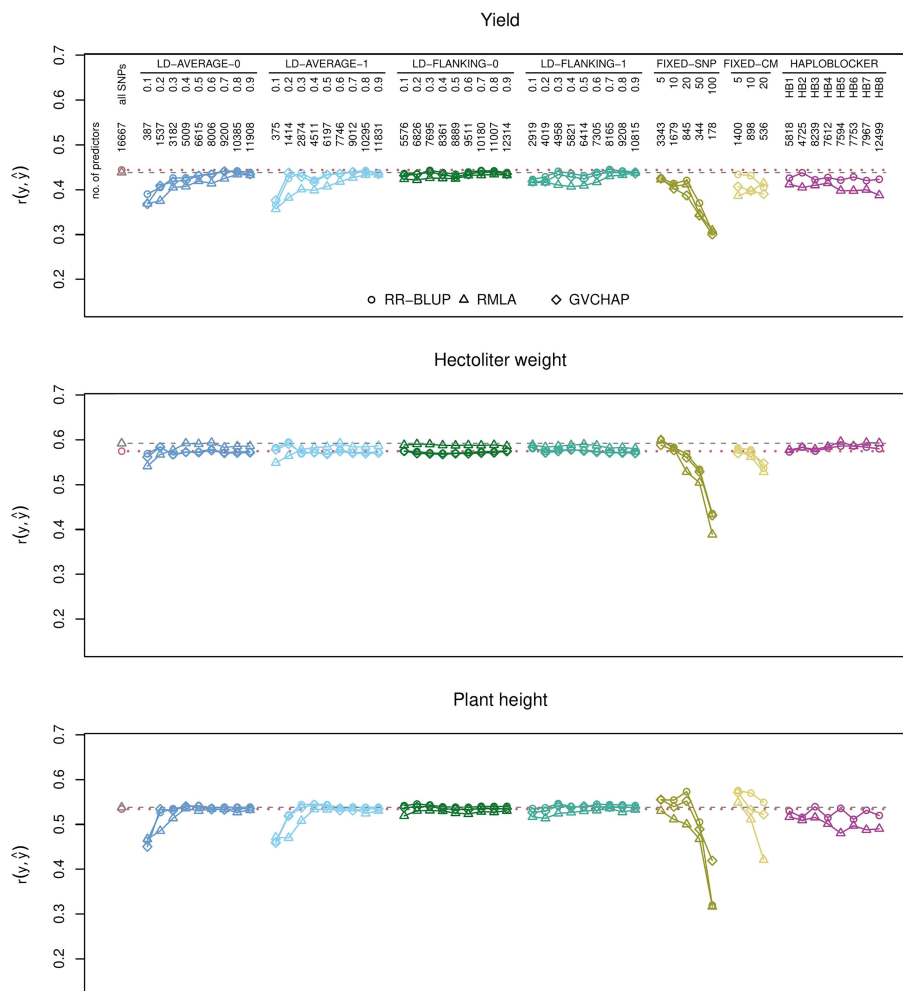 Yield
LD−AVERAGE−0 LD−AVERAGE−1 LD−FLANKING−0 LD−FLANKING−1 FIXED−SNP FIXED−CM HAPLOBLOCKER
all SNPs 0.1 0.2 0.3 0.4 0.5 0.6 0.7 0.8 0.9 0.1 0.2 0.3 0.4 0.5 0.6 0.7 0.8 0.9 0.1 0.2 0.3 0.4 0.5 0.6 0.7 0.8 0.9 0.1 0.2 0.3 0.4 0.5 0.6 0.7 0.8 0.9 5 10 20 50 100 5 10 20 HB1 HB2 HB3 HB4 HB5 HB6 HB7 HB8
no. of predictors 16667 387 1537 3182 5009 6615 8006 9200 10385 11908 375 1414 2874 4511 6197 7746 9012 10295 11831 5576 6826 7695 8361 8889 9511 10180 11007 12314 2919 4019 4958 5821 6414 7305 8165 9208 10815 3343 1679 845 344 178 1400 898 536 5818 4725 8239 7612 7594 7753 7967 12499
r(y, ŷ)
0.7
0.6
0.5
0.4
0.3
0.2
RR−BLUP RMLA GVCHAP
Hectoliter weight
r(y, ŷ)
0.7
0.6
0.5
0.4
0.3
0.2
Plant height
r(y, ŷ)
0.7
0.6
0.5
0.4
0.3
0.2